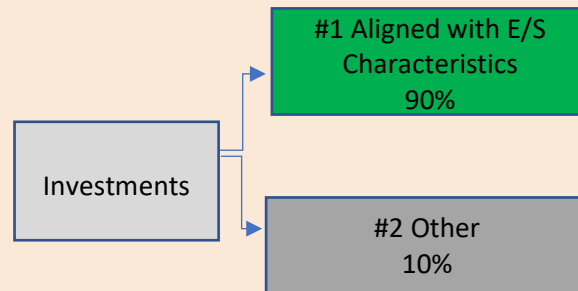 #1 Aligned with E/S
Characteristics
90%
Investments
#2 Other
10%